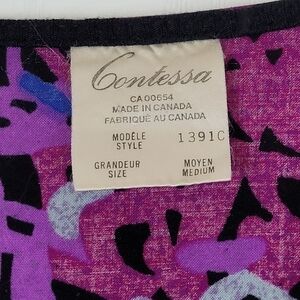 Contessa
CA 00654
MADE IN CANADA
FABRIQUÉ AU CANADA
MODÈLE
STYLE 1391C
GRANDEUR MOYEN
SIZE MEDIUM